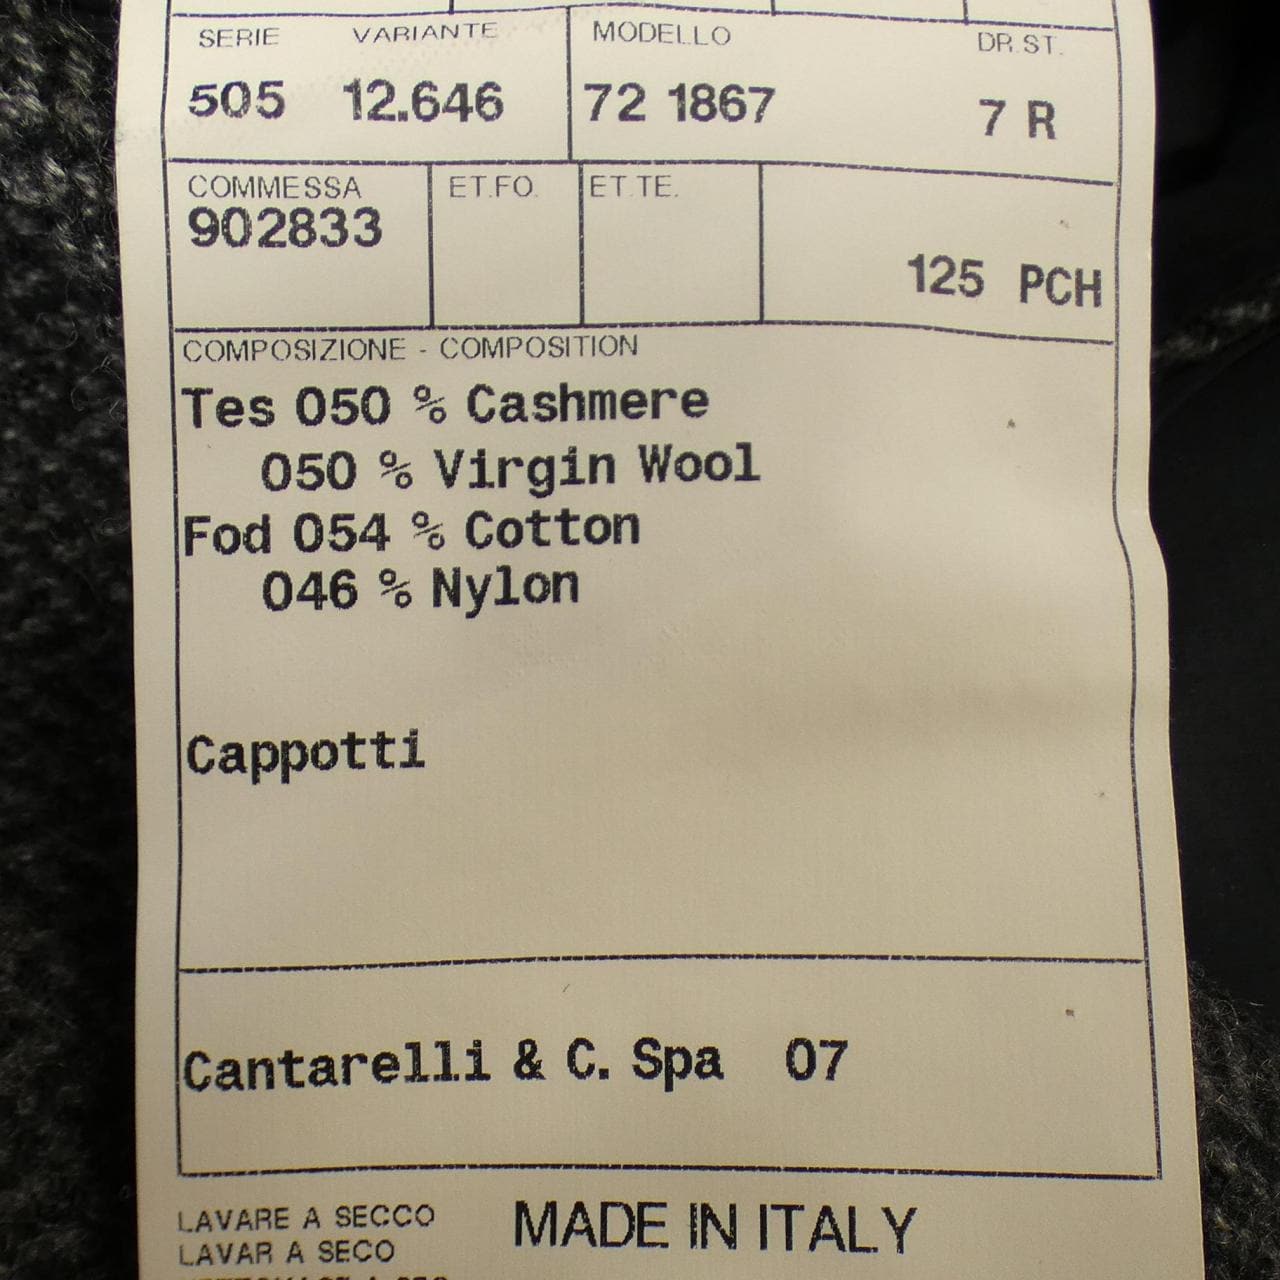 SERIE VARIANTE MODELLO DR.ST.
505 12.646 72 1867 7 R
COMMESSA ET.FO. ET.TE.
902833
125 PCH
COMPOSIZIONE - COMPOSITION
Tes 050 % Cashmere
050 % Virgin Wool
Fod 054 % Cotton
046 % Nylon
Cappotti
Cantarelli & C. Spa 07
LAVARE A SECCO MADE IN ITALY
LAVAR A SECO